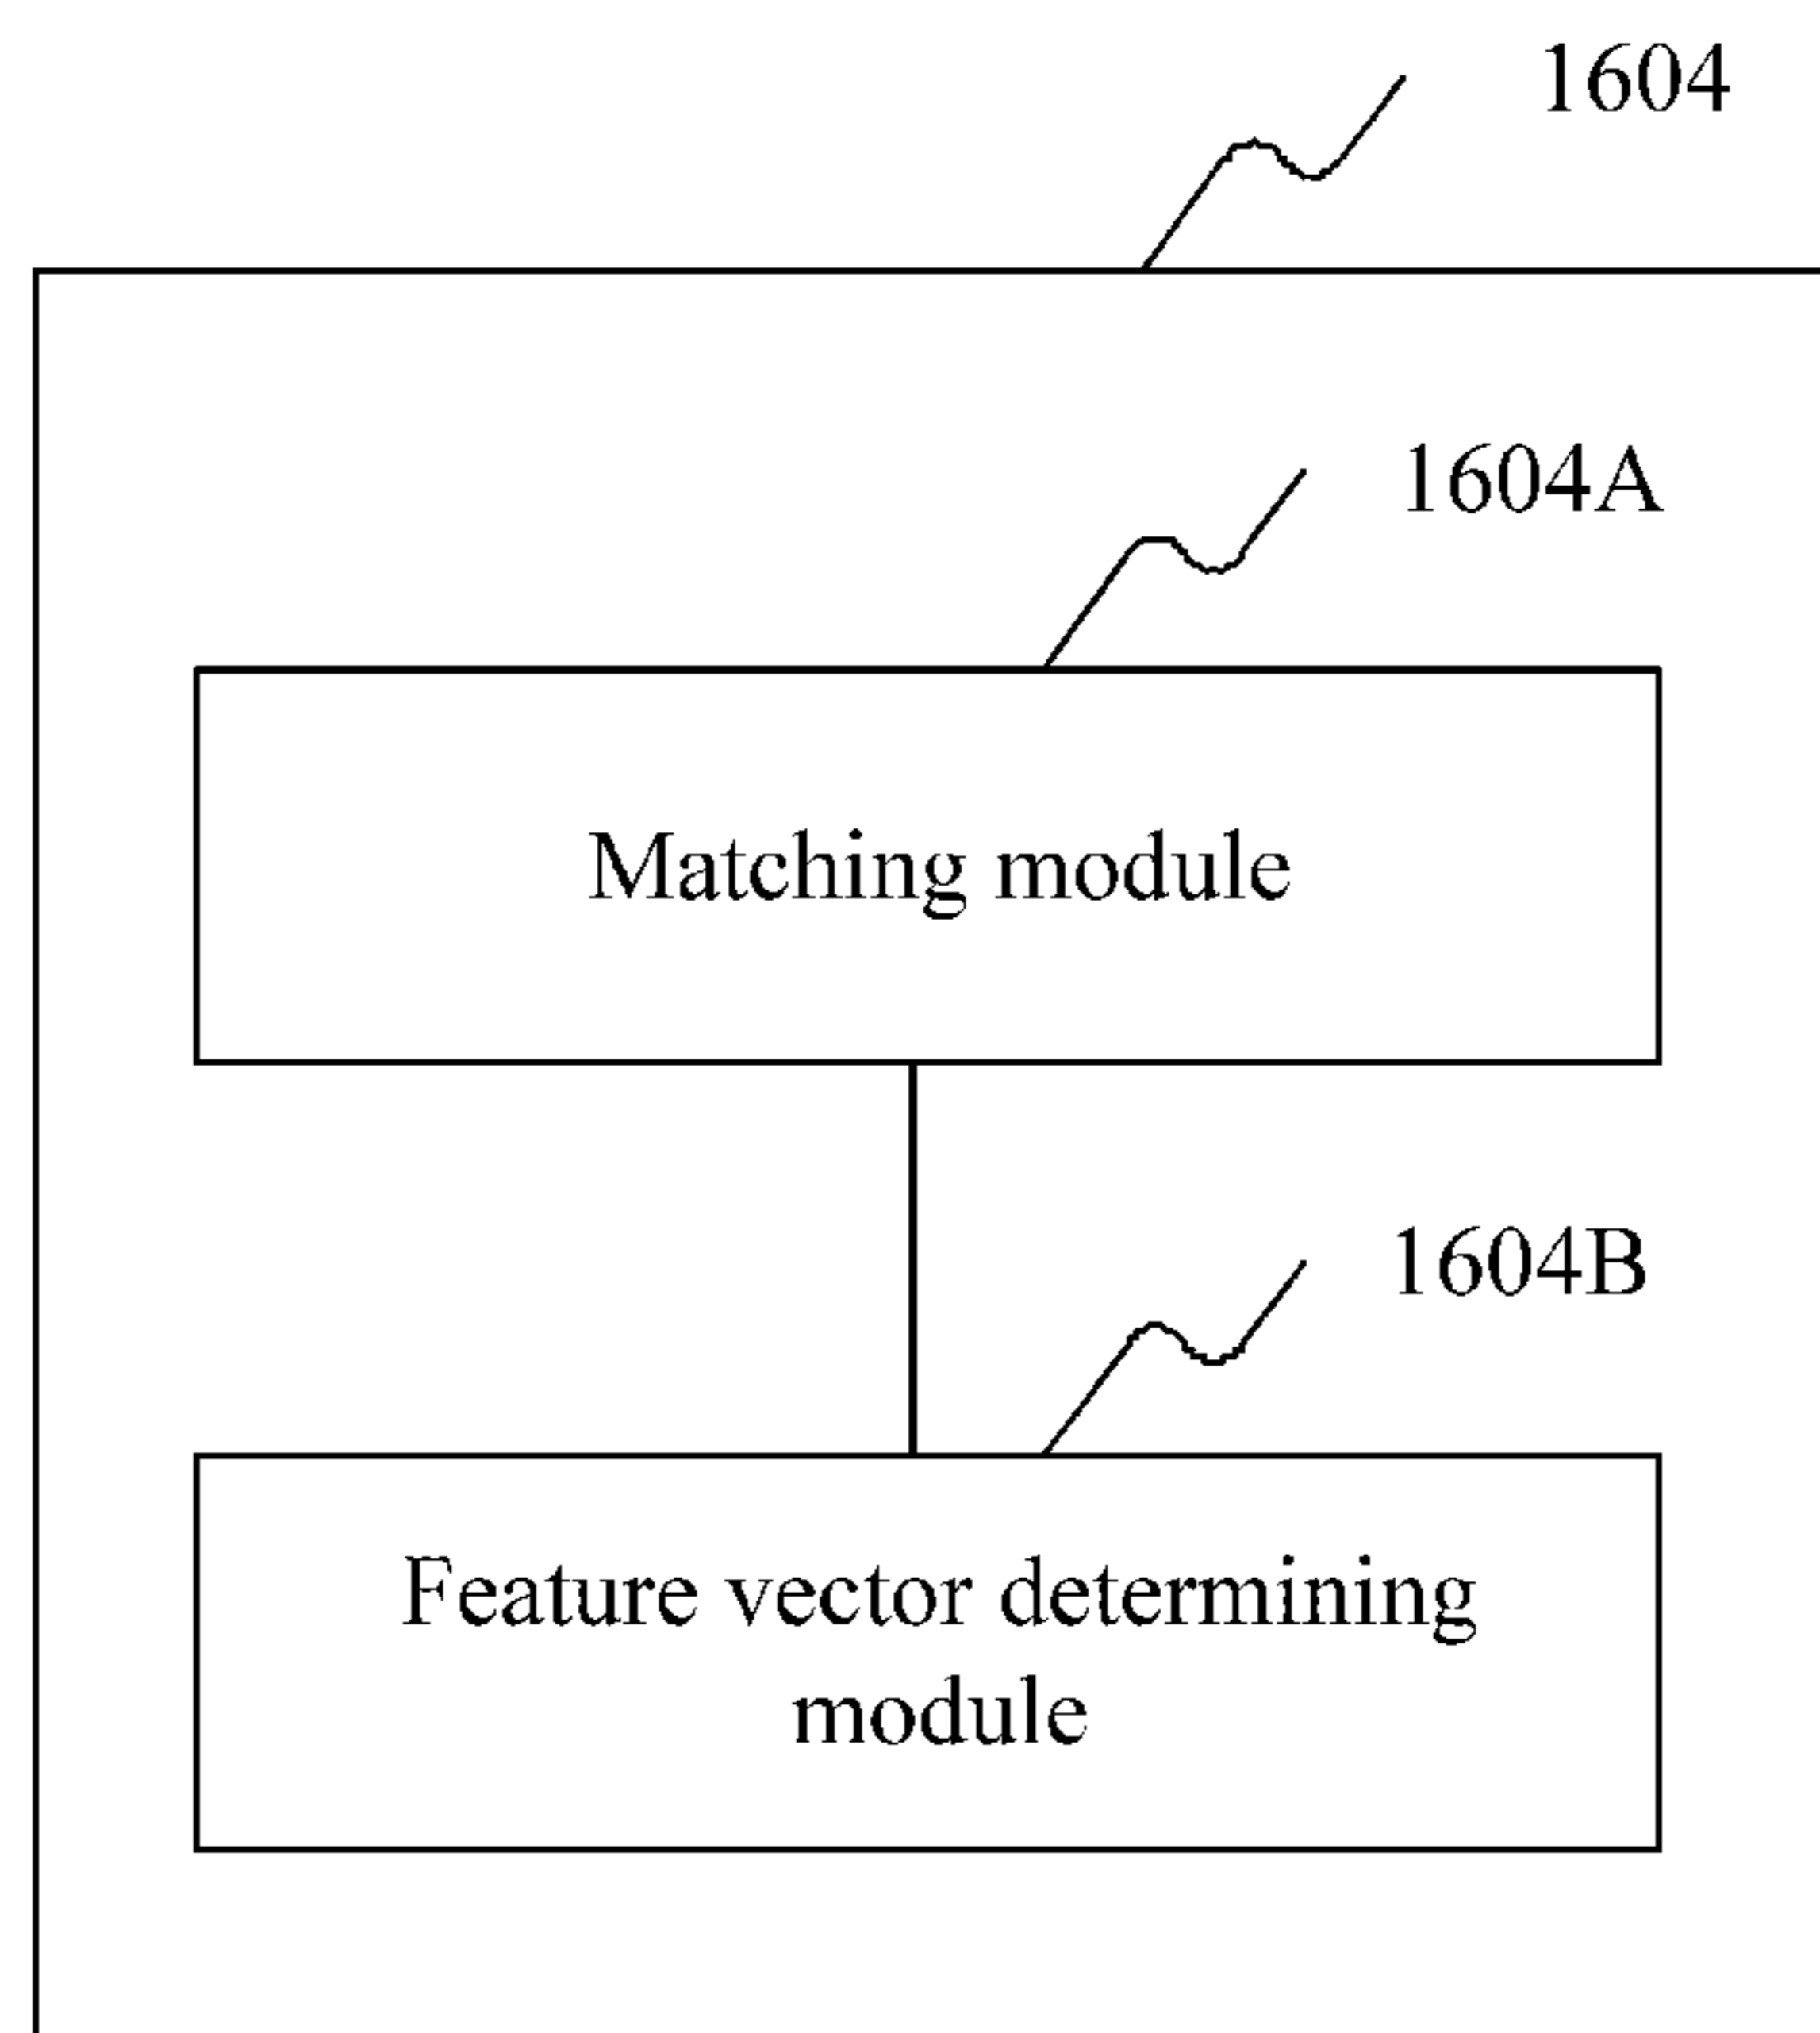 1604
1604A
Matching module
1604B
Feature vector determining
module